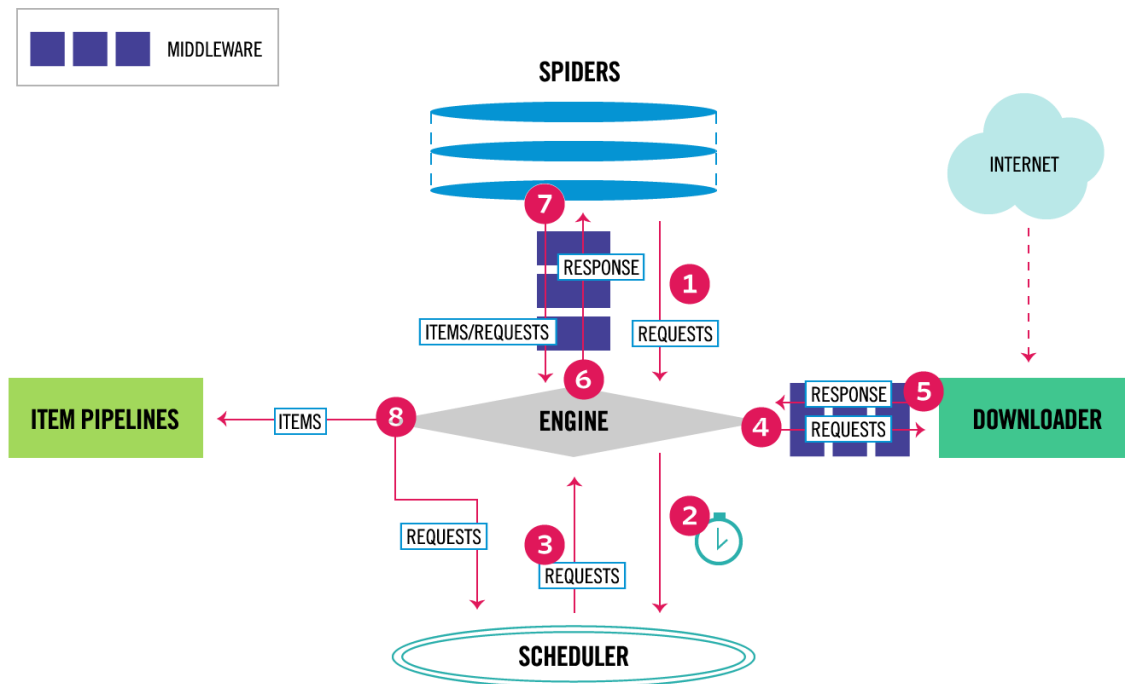 MIDDLEWARE
SPIDERS
INTERNET
7
RESPONSE
1
ITEMS/REQUESTS
REQUESTS
6
5
RESPONSE
ITEM PIPELINES
ITEMS
8
ENGINE
4
REQUESTS
DOWNLOADER
2
REQUESTS
3
REQUESTS
SCHEDULER